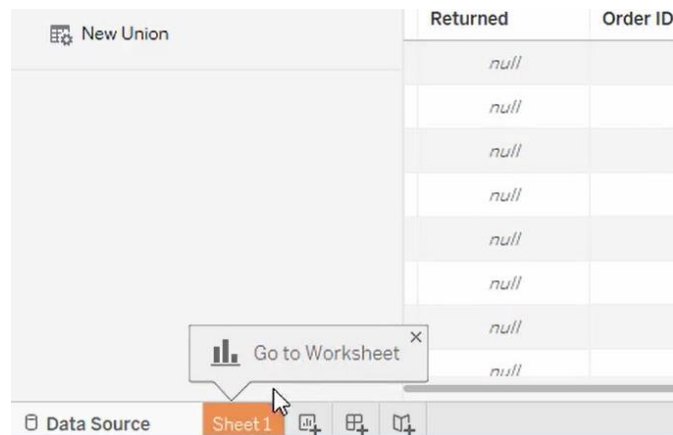 New Union
Returned
Order ID
null
null
null
null
null
null
null
null
Go to Worksheet
Data Source
Sheet 1